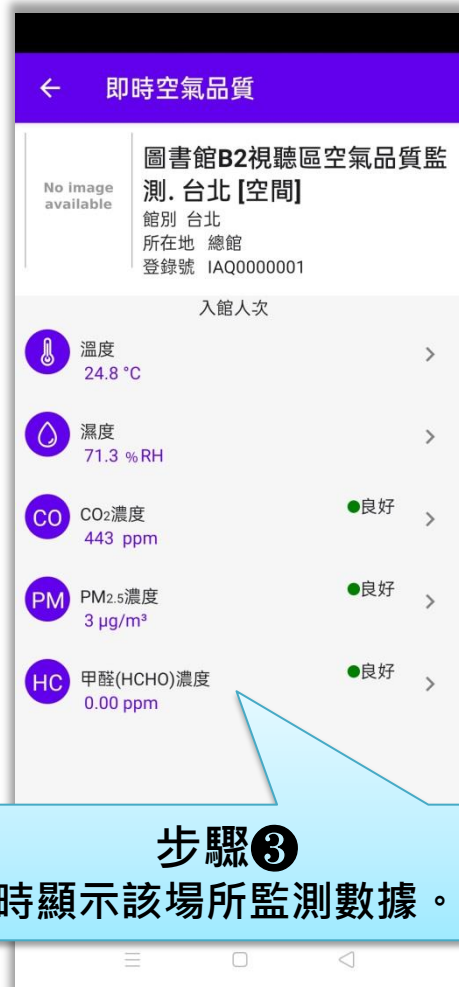 ← 即時空氣品質
No image
available
圖書館B2視聽區空氣品質監
測. 台北 [空間]
館別 台北
所在地 總館
登錄號 IAQ0000001
入館人次
溫度
24.8 °C
濕度
71.3 %RH
CO
CO₂濃度
●良好
443 ppm
PM
PM₂.₅濃度
●良好
3 µg/m³
HC
甲醛(HCHO)濃度
●良好
0.00 ppm
步驟❸
時顯示該場所監測數據。